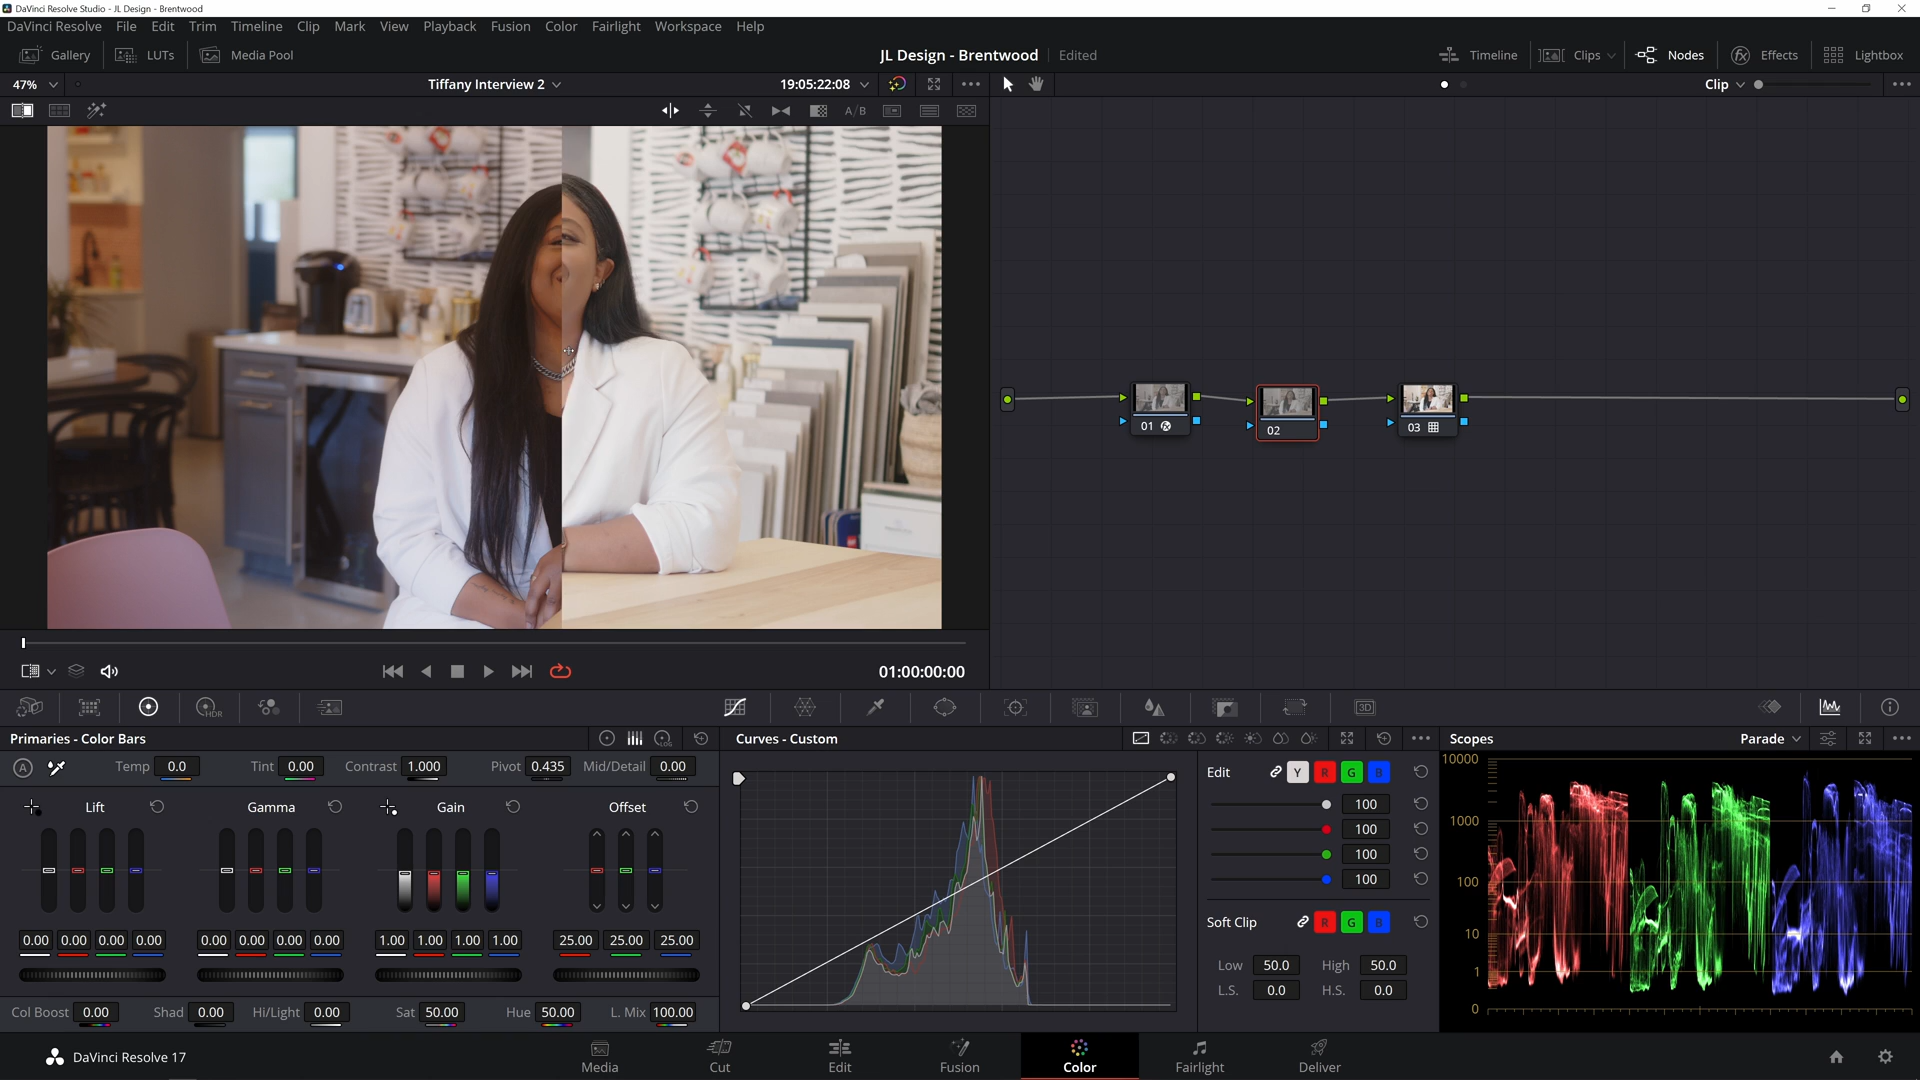 DaVinci Resolve Studio - JL Design - Brentwood
DaVinci Resolve File Edit Trim Timeline Clip Mark View Playback Fusion Color Fairlight Workspace Help
Gallery LUTs Media Pool JL Design - Brentwood Edited Timeline Clips Nodes Effects Lightbox
47% Tiffany Interview 2 19:05:22:08 Clip
A/B
01 02 03
01:00:00:00
HDR 3D
Primaries - Color Bars LOG Curves - Custom Scopes Parade
A Temp 0.0 Tint 0.00 Contrast 1.000 Pivot 0.435 Mid/Detail 0.00
Lift Gamma Gain Offset
0.00 0.00 0.00 0.00 0.00 0.00 0.00 0.00 1.00 1.00 1.00 1.00 25.00 25.00 25.00
Col Boost 0.00 Shad 0.00 Hi/Light 0.00 Sat 50.00 Hue 50.00 L. Mix 100.00
Edit Y R G B
100
100
100
100
Soft Clip R G B
Low 50.0 High 50.0
L.S. 0.0 H.S. 0.0
10000
1000
100
10
1
0
DaVinci Resolve 17 Media Cut Edit Fusion Color Fairlight Deliver